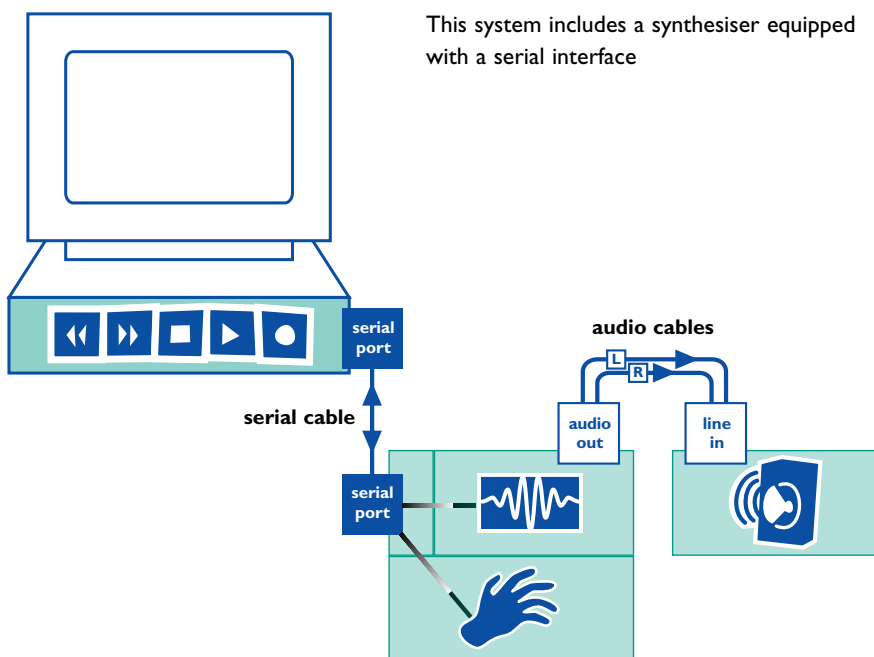 This system includes a synthesiser equipped
with a serial interface
serial
port
audio cables
L
R
serial cable
audio
out
line
in
serial
port